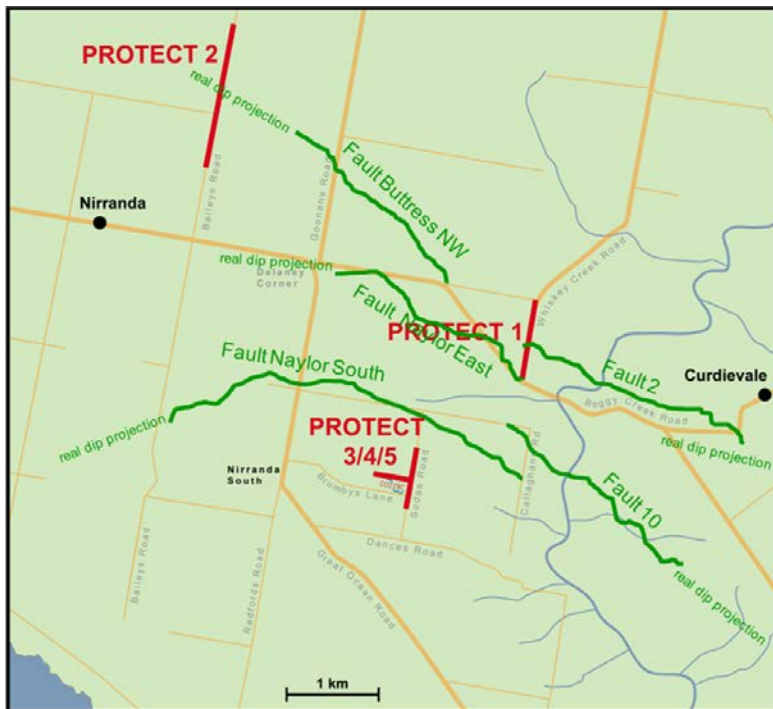 PROTECT 2
real dip projection
Baileys Road
Goonans Road
Fault Buttress NW
Nirranda
Whiskey Creek Road
real dip projection
Delaney
Corner
PROTECT 1
Fault Naylor East
Fault Naylor South
Fault 2
Curdievale
Boggy Creek Road
real dip projection
PROTECT
3/4/5
real dip projection
Nirranda
South
Brumbys Lane
Sodas Road
Callaghans Rd
Fault 10
Baileys Road
Radfords Road
Dances Road
Great Ocean Road
real dip projection
1 km